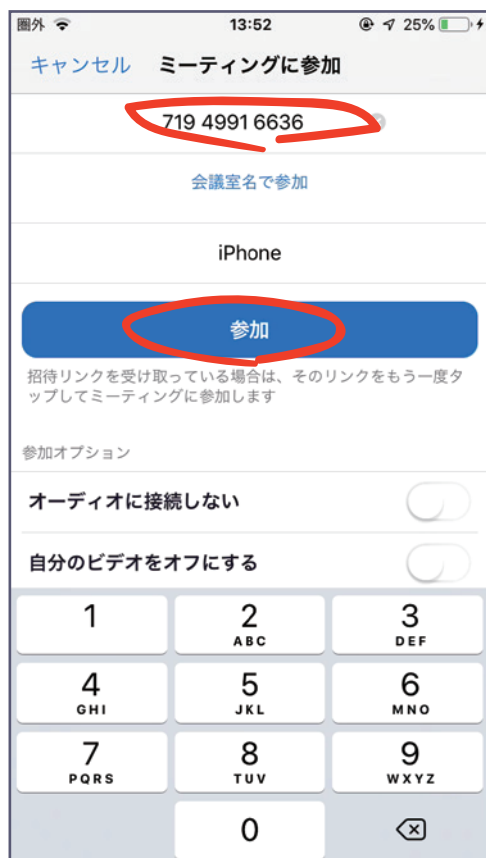 圏外 13:52 25%
キャンセル ミーティングに参加
719 4991 6636
会議室名で参加
iPhone
参加
招待リンクを受け取っている場合は、そのリンクをもう一度タ
ップしてミーティングに参加します
参加オプション
オーディオに接続しない
自分のビデオをオフにする
1 2 3
ABC DEF
4 5 6
GHI JKL MNO
7 8 9
PQRS TUV WXYZ
0